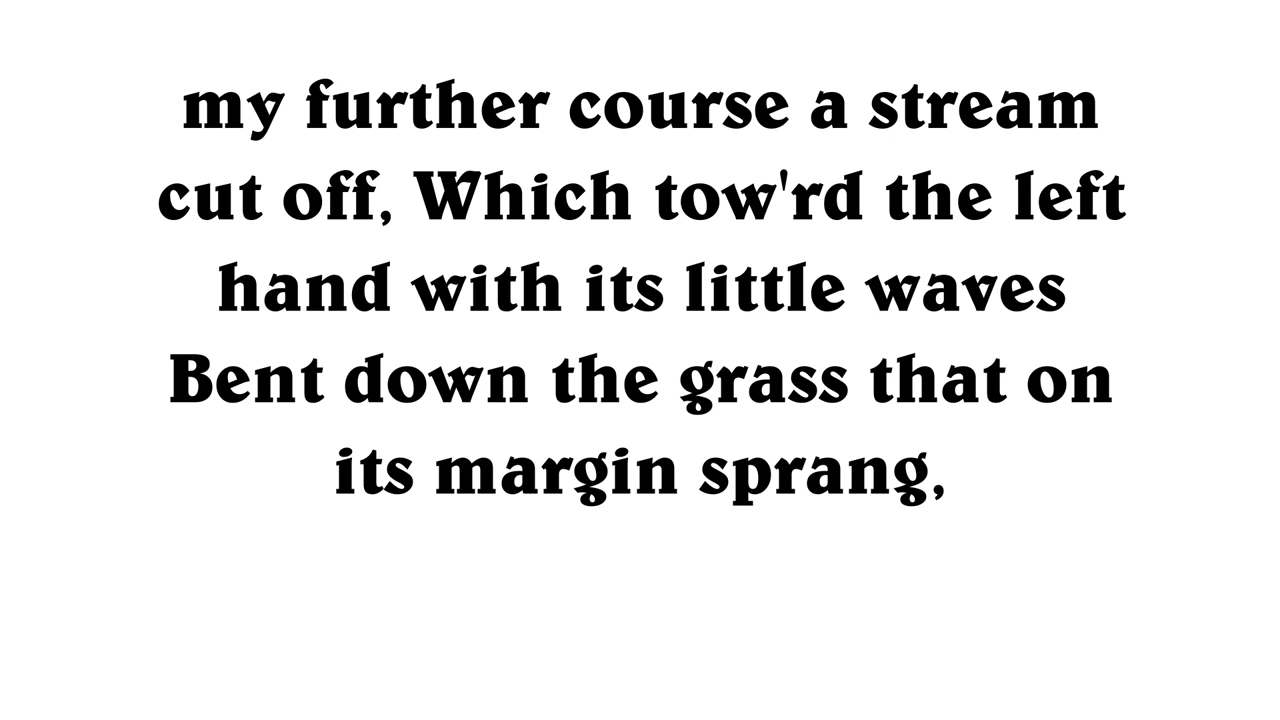 my further course a stream
cut off, Which tow'rd the left
hand with its little waves
Bent down the grass that on
its margin sprang,